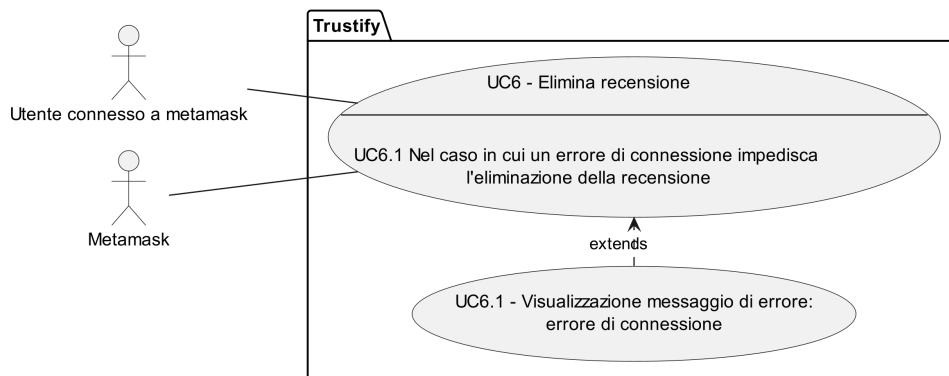 Trustify
UC6 - Elimina recensione
Utente connesso a metamask
UC6.1 Nel caso in cui un errore di connessione impedisca
l'eliminazione della recensione
Metamask
extends
UC6.1 - Visualizzazione messaggio di errore:
errore di connessione